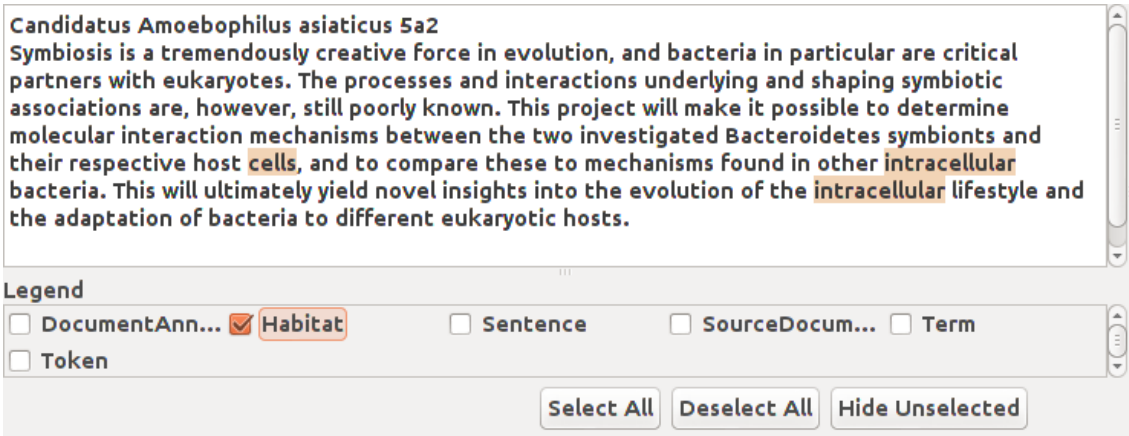 Candidatus Amoebophilus asiaticus 5a2
Symbiosis is a tremendously creative force in evolution, and bacteria in particular are critical
partners with eukaryotes. The processes and interactions underlying and shaping symbiotic
associations are, however, still poorly known. This project will make it possible to determine
molecular interaction mechanisms between the two investigated Bacteroidetes symbionts and
their respective host cells, and to compare these to mechanisms found in other intracellular
bacteria. This will ultimately yield novel insights into the evolution of the intracellular lifestyle and
the adaptation of bacteria to different eukaryotic hosts.
Legend
DocumentAnn... Habitat Sentence SourceDocum... Term
Token
Select All Deselect All Hide Unselected